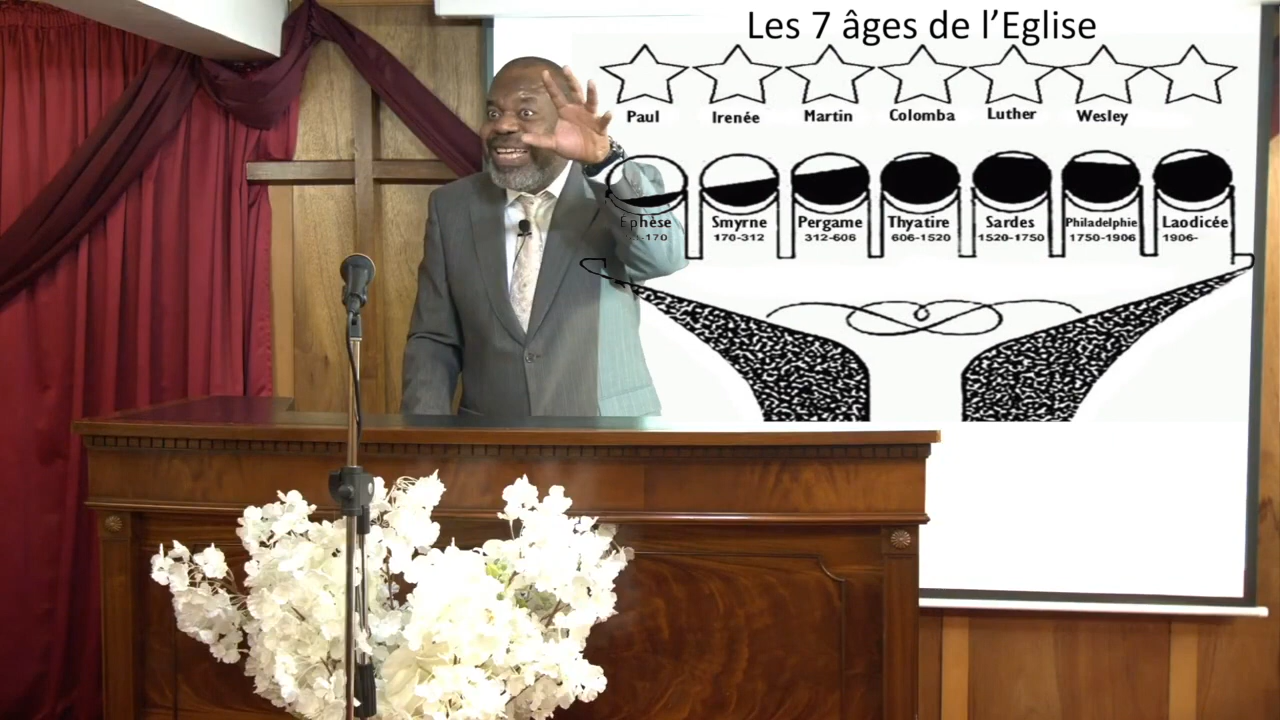 Les 7 âges de l’Eglise
Paul Irenée Martin Colomba Luther Wesley
Ephèse Smyrne Pergame Thyatire Sardes Philadelphie Laodicée
-170 170-312 312-606 606-1520 1520-1750 1750-1906 1906-